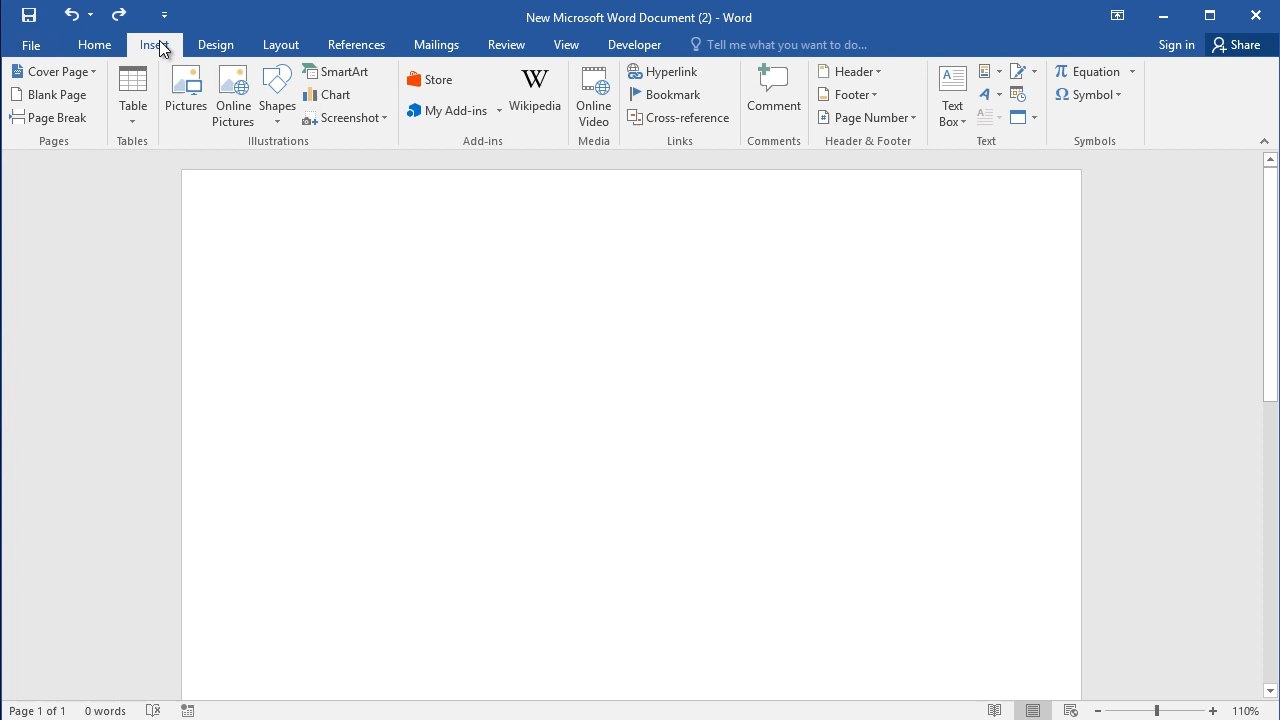 New Microsoft Word Document (2) - Word
File Home Insert Design Layout References Mailings Review View Developer Tell me what you want to do... Sign in Share
Cover Page
Blank Page
Page Break
Pages
Table
Tables
Pictures
Online
Pictures
Shapes
SmartArt
Chart
Screenshot
Illustrations
Store
My Add-ins
W
Wikipedia
Add-ins
Online
Video
Media
Hyperlink
Bookmark
Cross-reference
Links
Comment
Comments
Header
Footer
Page Number
Header & Footer
A
Text
Box
Text
π Equation
Ω Symbol
Symbols
Page 1 of 1 0 words 110%